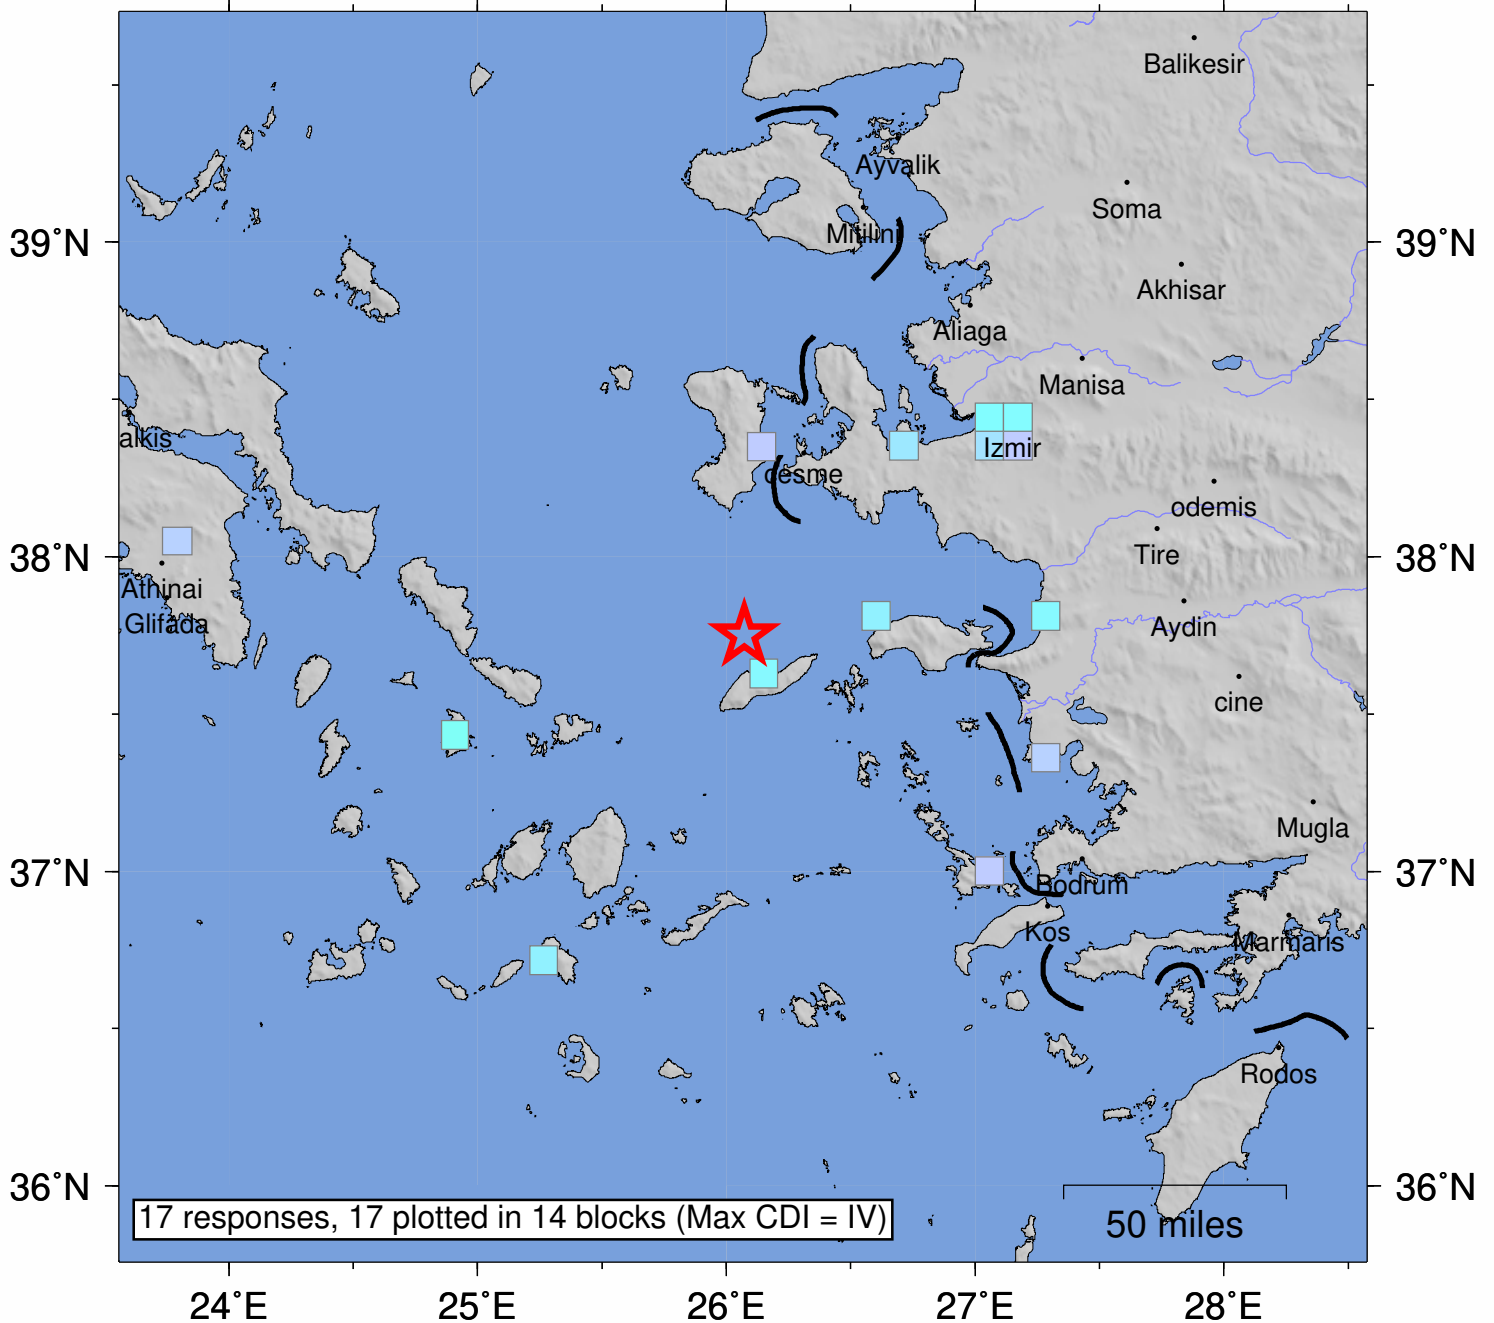 Balikesir
Ayvalik
Soma
Mitilini
39°N
39°N
Akhisar
Aliaga
Manisa
alkis
Izmir
cesme
odemis
38°N
38°N
Tire
Athinai
Glifada
Aydin
cine
Mugla
37°N
37°N
Bodrum
Kos
Marmaris
Rodos
36°N
36°N
17 responses, 17 plotted in 14 blocks (Max CDI = IV)
50 miles
24°E 25°E 26°E 27°E 28°E